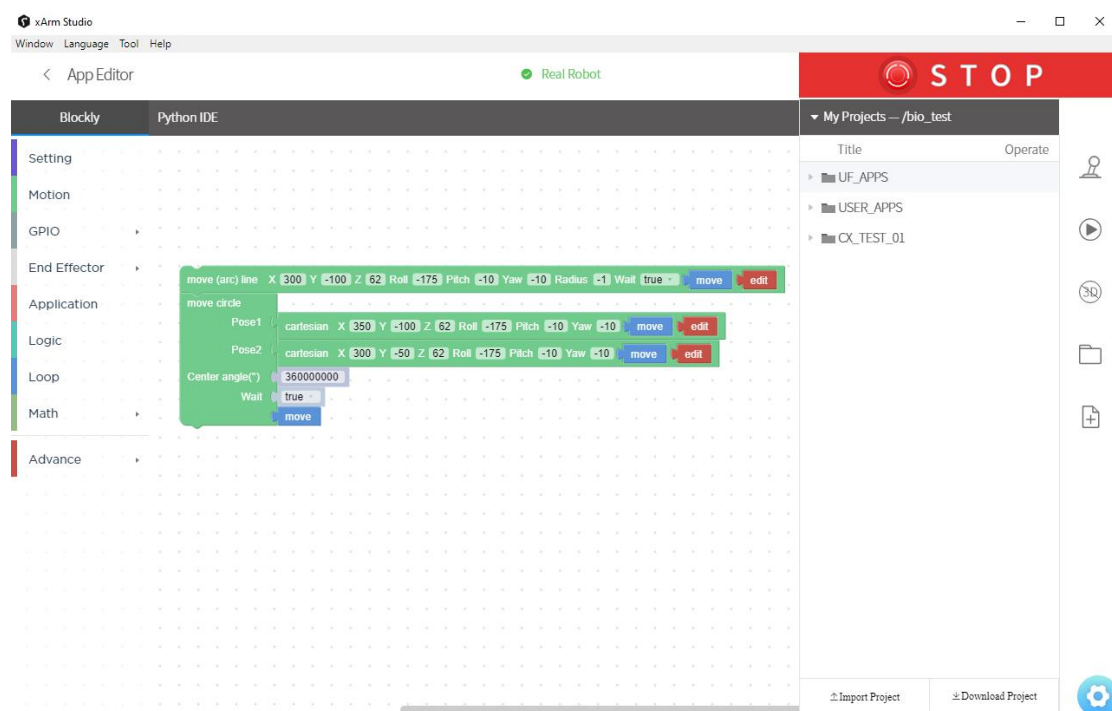 xArm Studio
Window Language Tool Help
App Editor
Real Robot
STOP
Blockly
Python IDE
My Projects — /bio_test
Title Operate
Setting
Motion
GPIO
End Effector
Application
Logic
Loop
Math
Advance
UF_APPS
USER_APPS
CX_TEST_01
move (arc) line X 300 Y -100 Z 62 Roll -175 Pitch -10 Yaw -10 Radius -1 Wait true move edit
move circle
Pose1 cartesian X 350 Y -100 Z 62 Roll -175 Pitch -10 Yaw -10 move edit
Pose2 cartesian X 300 Y -50 Z 62 Roll -175 Pitch -10 Yaw -10 move edit
Center angle(°) 360000000
Wait true
move
3D
Import Project
Download Project